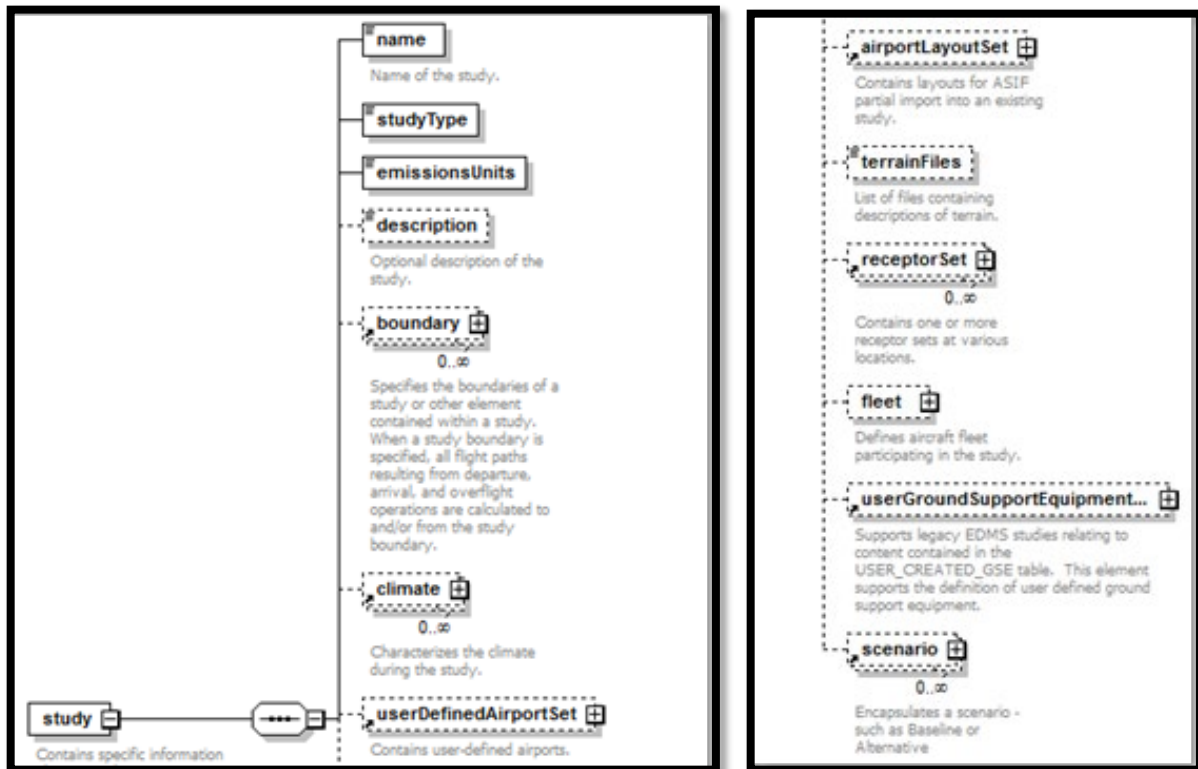 name
Name of the study.
studyType
emissionsUnits
description
Optional description of the
study.
boundary
0..∞
Specifies the boundaries of a
study or other element
contained within a study.
When a study boundary is
specified, all flight paths
resulting from departure,
arrival, and overflight
operations are calculated to
and/or from the study
boundary.
climate
0..∞
Characterizes the climate
during the study.
study
Contains specific information
userDefinedAirportSet
Contains user-defined airports.
airportLayoutSet
Contains layouts for ASIF
partial import into an existing
study.
terrainFiles
List of files containing
descriptions of terrain.
receptorSet
0..∞
Contains one or more
receptor sets at various
locations.
fleet
Defines aircraft fleet
participating in the study.
userGroundSupportEquipment...
Supports legacy EDMS studies relating to
content contained in the
USER_CREATED_GSE table.  This element
supports the definition of user defined ground
support equipment.
scenario
0..∞
Encapsulates a scenario -
such as Baseline or
Alternative